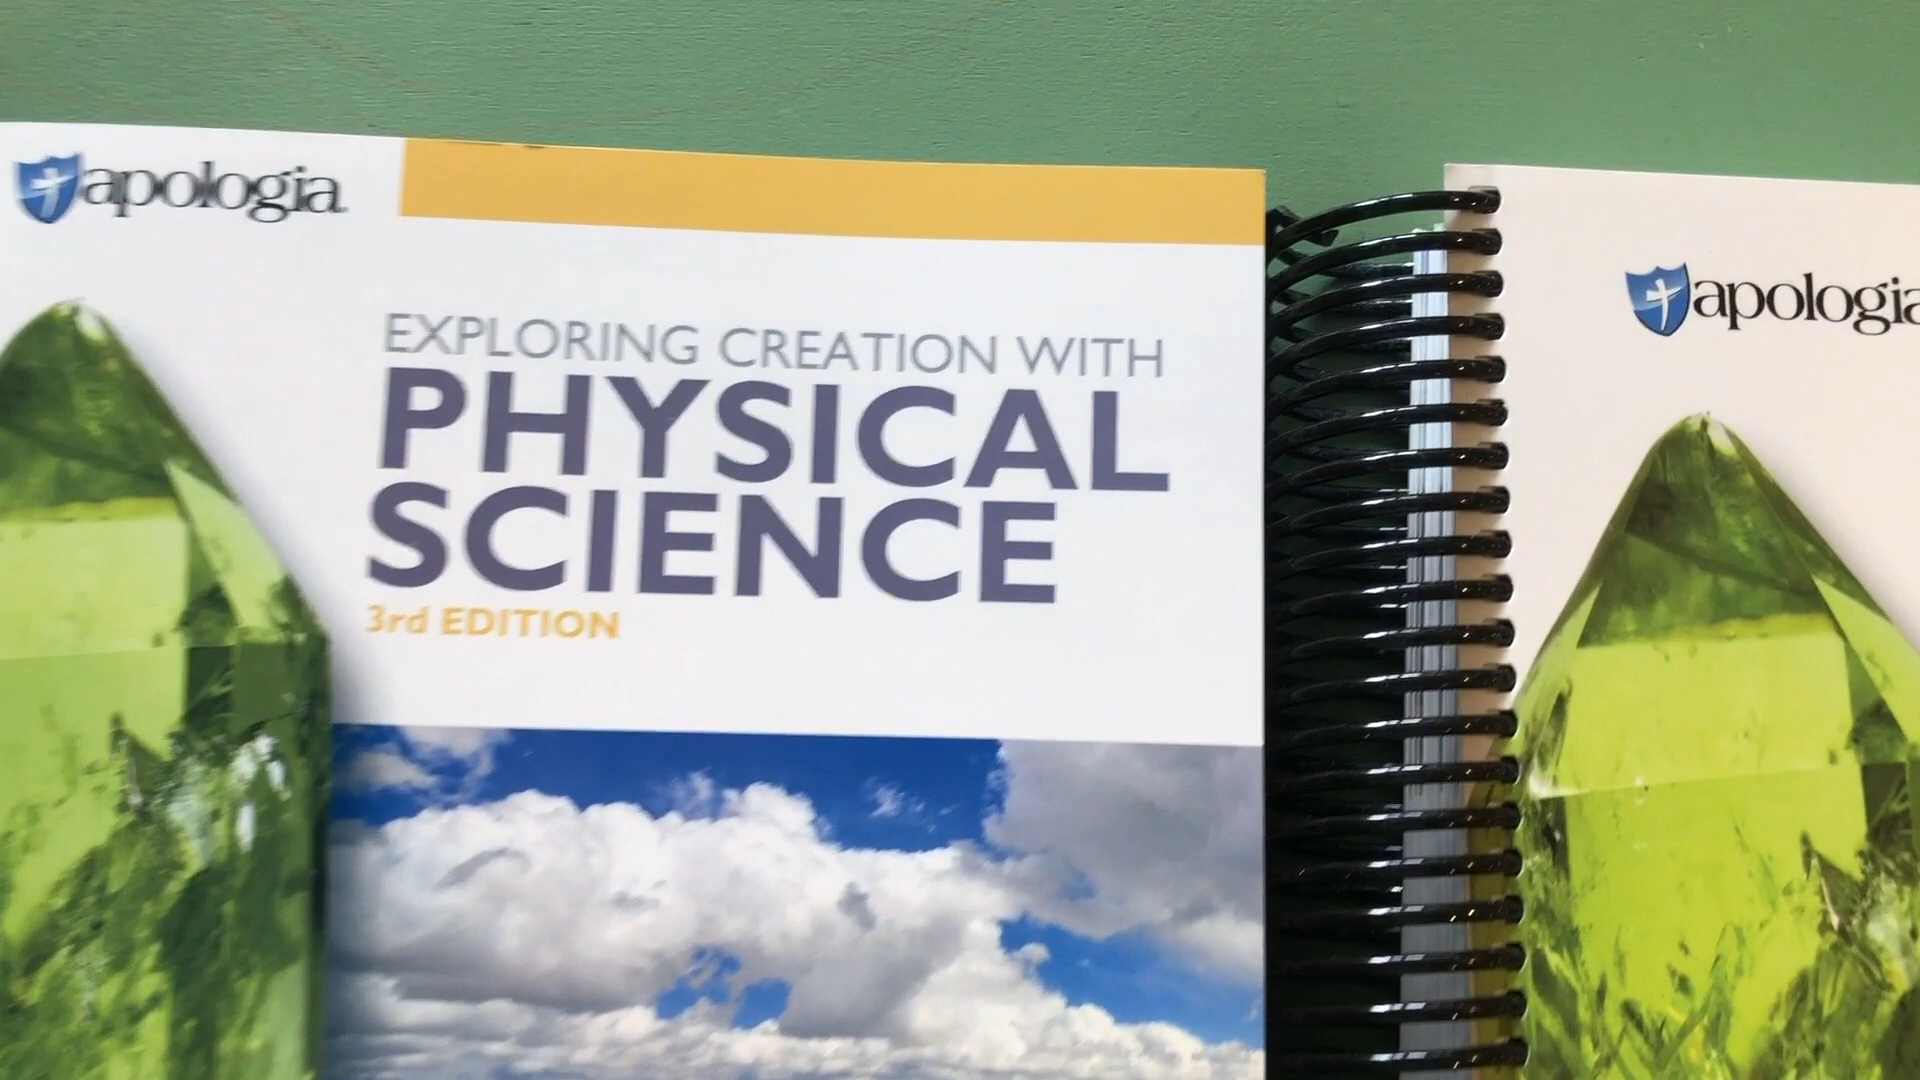 apologia
EXPLORING CREATION WITH
PHYSICAL
SCIENCE
3rd EDITION
apologia